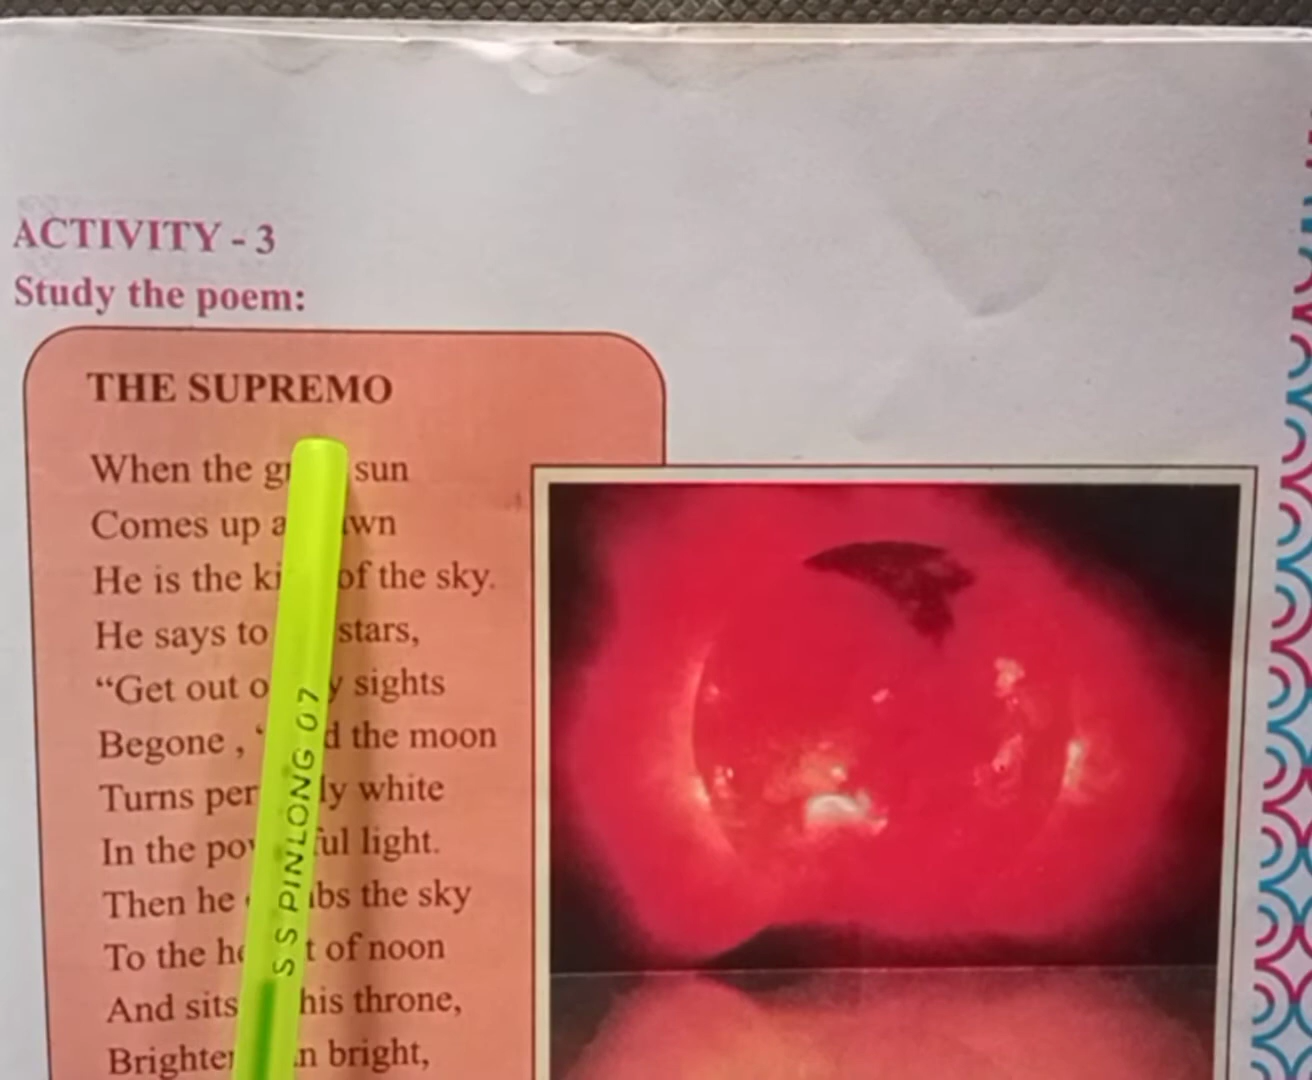 ACTIVITY - 3
Study the poem:
THE SUPREMO
When the sun
Comes up
He is the of the sky.
He says to stars,
“Get out sights
Begone , the moon
Turns white
In the light.
Then he the sky
To the of noon
And sits his throne,
bright,
S S PINLONG 07